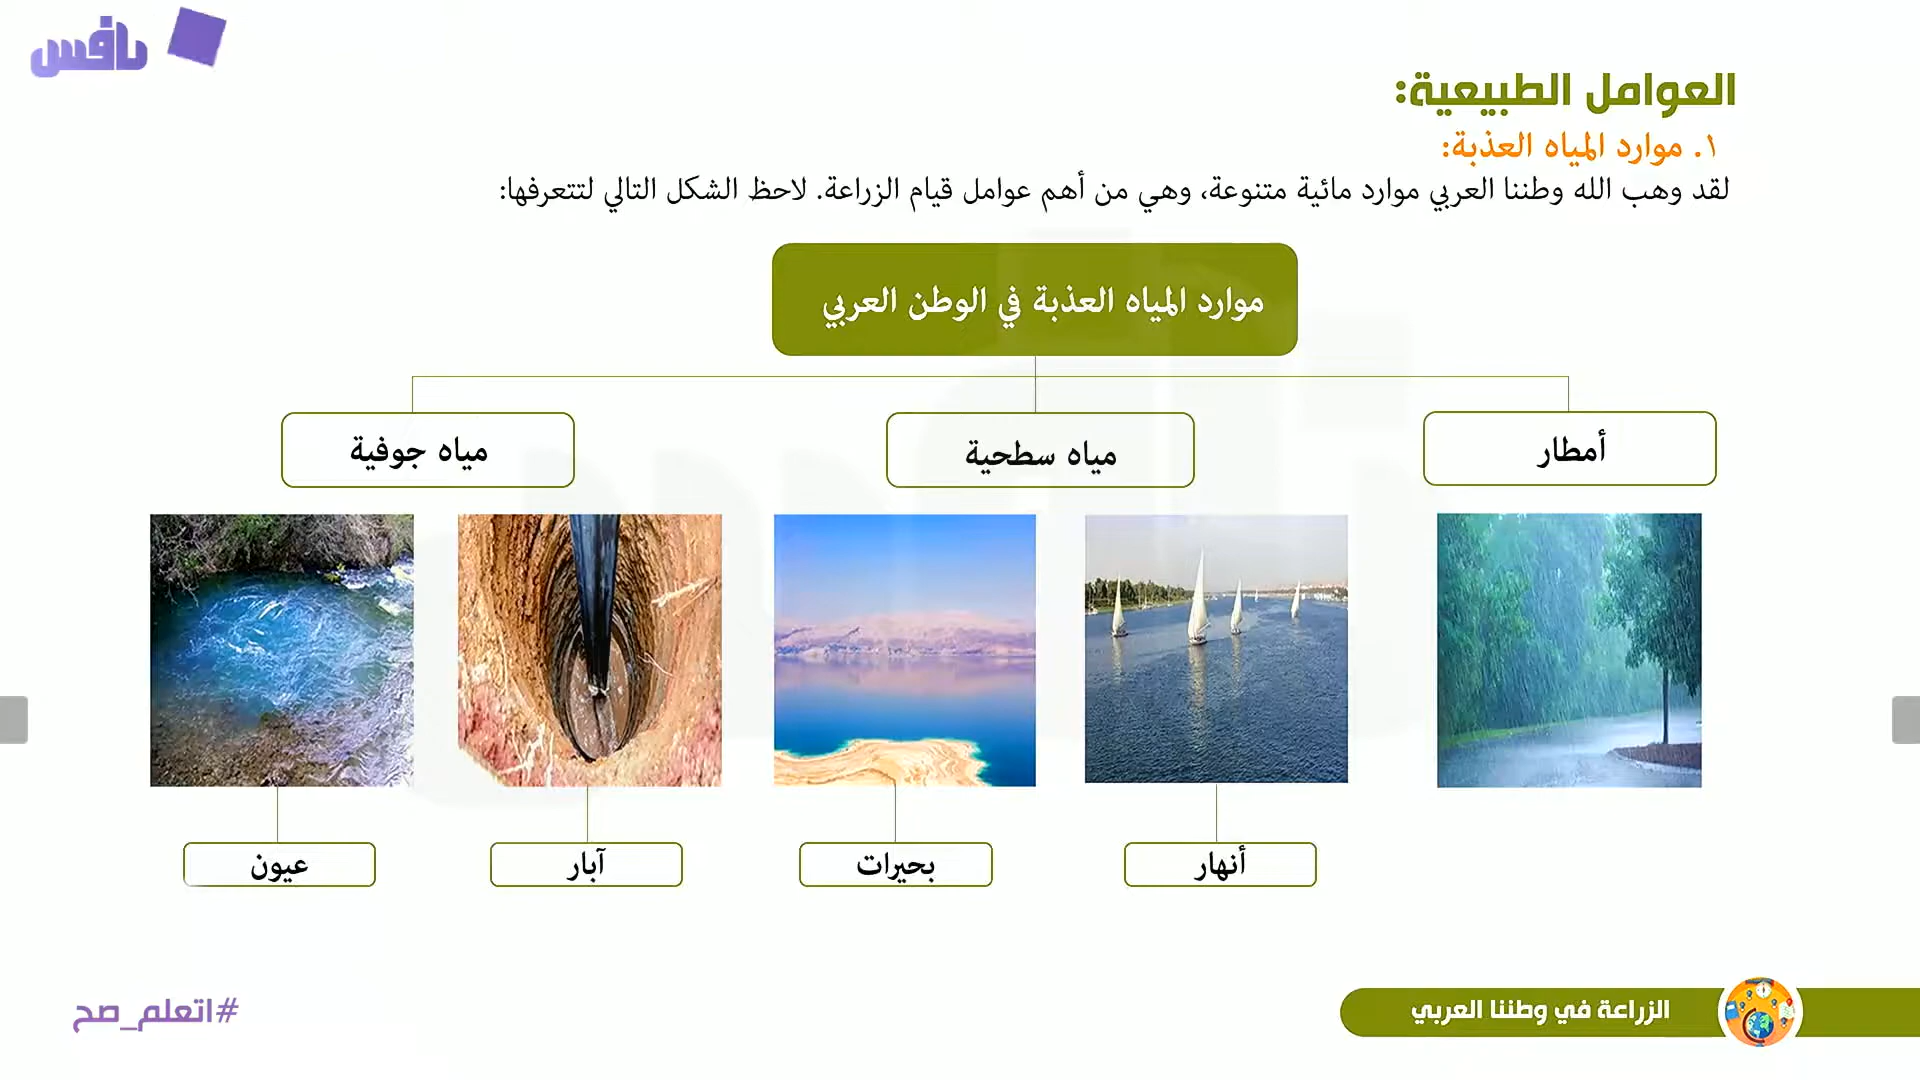 نافس
العوامل الطبيعية:
١. موارد المياه العذبة:
لقد وهب الله وطننا العربي موارد مائية متنوعة، وهي من أهم عوامل قيام الزراعة. لاحظ الشكل التالي لتتعرفها:
موارد المياه العذبة في الوطن العربي
أمطار
مياه سطحية
مياه جوفية
أنهار
بحيرات
آبار
عيون
الزراعة في وطننا العربي
#اتعلم_صح